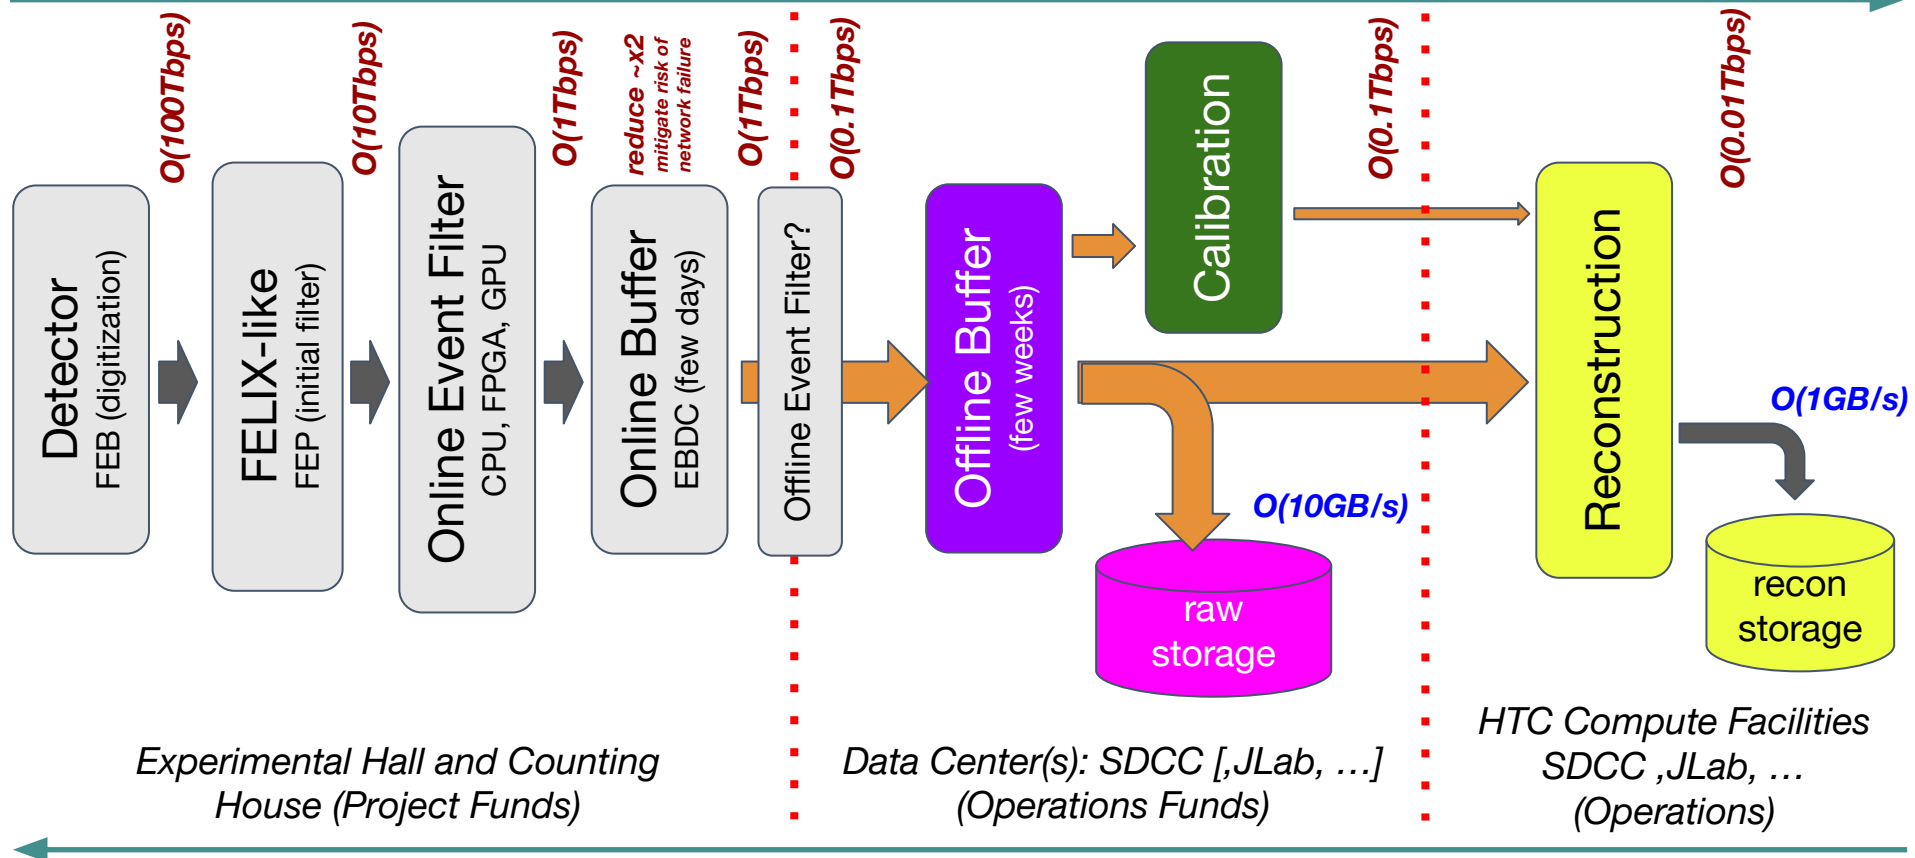 O(100Tbps)
O(10Tbps)
O(1Tbps)
reduce ~x2
mitigate risk of
network failure
O(1Tbps)
O(0.1Tbps)
O(0.1Tbps)
O(0.01Tbps)
Detector
FEB (digitization)
FELIX-like
FEP (initial filter)
Online Event Filter
CPU, FPGA, GPU
Online Buffer
EBDC (few days)
Offline Event Filter?
Offline Buffer
(few weeks)
Calibration
Reconstruction
O(10GB/s)
O(1GB/s)
raw
storage
recon
storage
Experimental Hall and Counting
House (Project Funds)
Data Center(s): SDCC [,JLab, …]
(Operations Funds)
HTC Compute Facilities
SDCC ,JLab, …
(Operations)